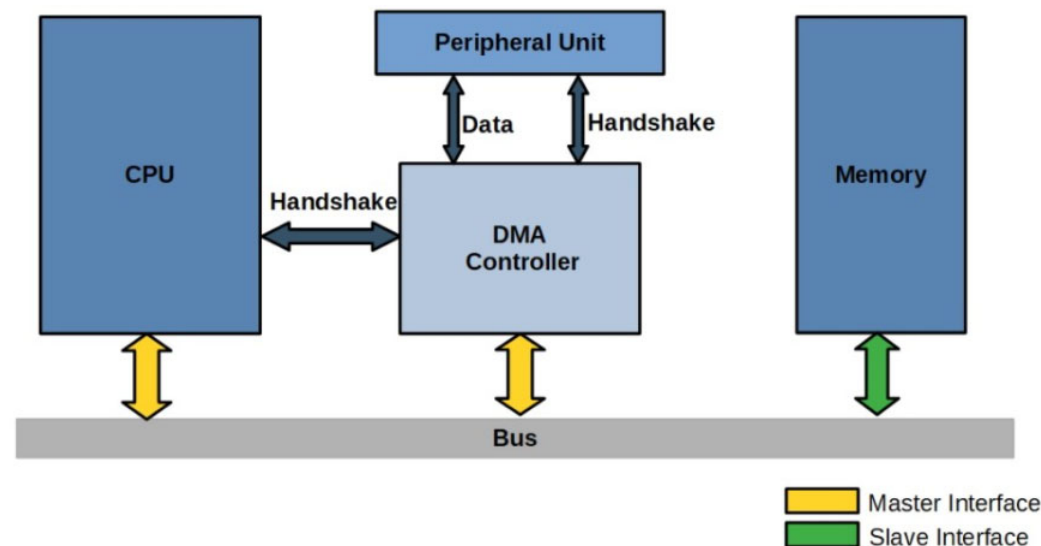 Peripheral Unit
Data
Handshake
CPU
Handshake
DMA
Controller
Memory
Bus
Master Interface
Slave Interface